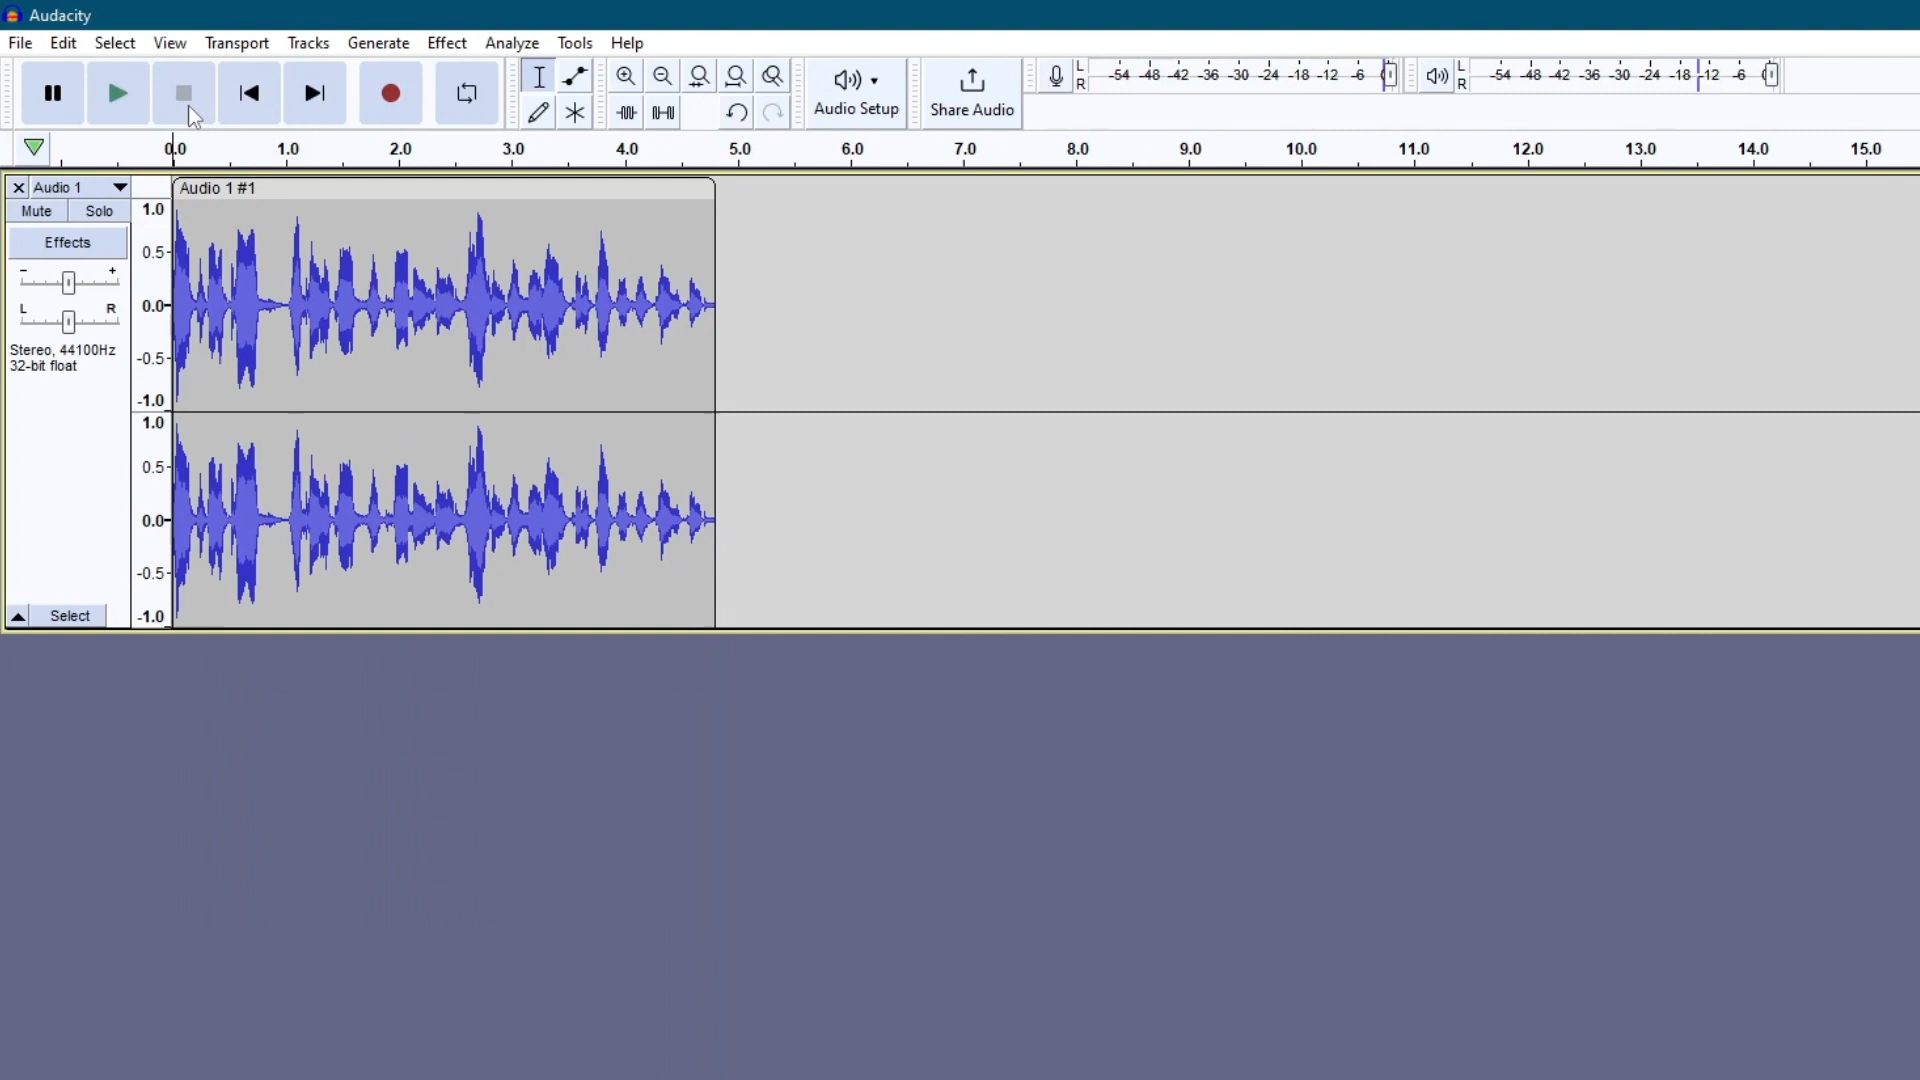 Audacity
File Edit Select View Transport Tracks Generate Effect Analyze Tools Help
Audio Setup
Share Audio
L -54 -48 -42 -36 -30 -24 -18 -12 -6
R
L -54 -48 -42 -36 -30 -24 -18 -12 -6
R
0.0 1.0 2.0 3.0 4.0 5.0 6.0 7.0 8.0 9.0 10.0 11.0 12.0 13.0 14.0 15.0
Audio 1
Audio 1 #1
Mute Solo
Effects
- +
L R
Stereo, 44100Hz
32-bit float
Select
1.0
0.5
0.0
-0.5
-1.0
1.0
0.5
0.0
-0.5
-1.0